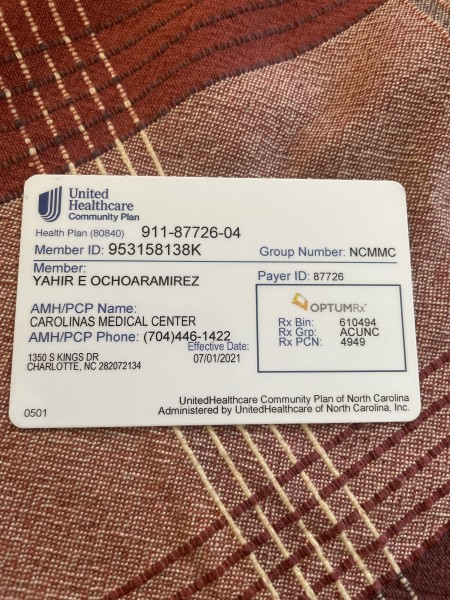 United
Healthcare
Community Plan
Health Plan (80840) 911-87726-04
Member ID: 953158138K Group Number: NCMMC
Member:
YAHIR E OCHOARAMIREZ Payer ID: 87726
OPTUMRx
AMH/PCP Name:
CAROLINAS MEDICAL CENTER Rx Bin: 610494
AMH/PCP Phone: (704)446-1422 Rx Grp: ACUNC
Rx PCN: 4949
Effective Date:
1350 S KINGS DR 07/01/2021
CHARLOTTE, NC 282072134
0501
UnitedHealthcare Community Plan of North Carolina
Administered by UnitedHealthcare of North Carolina, Inc.